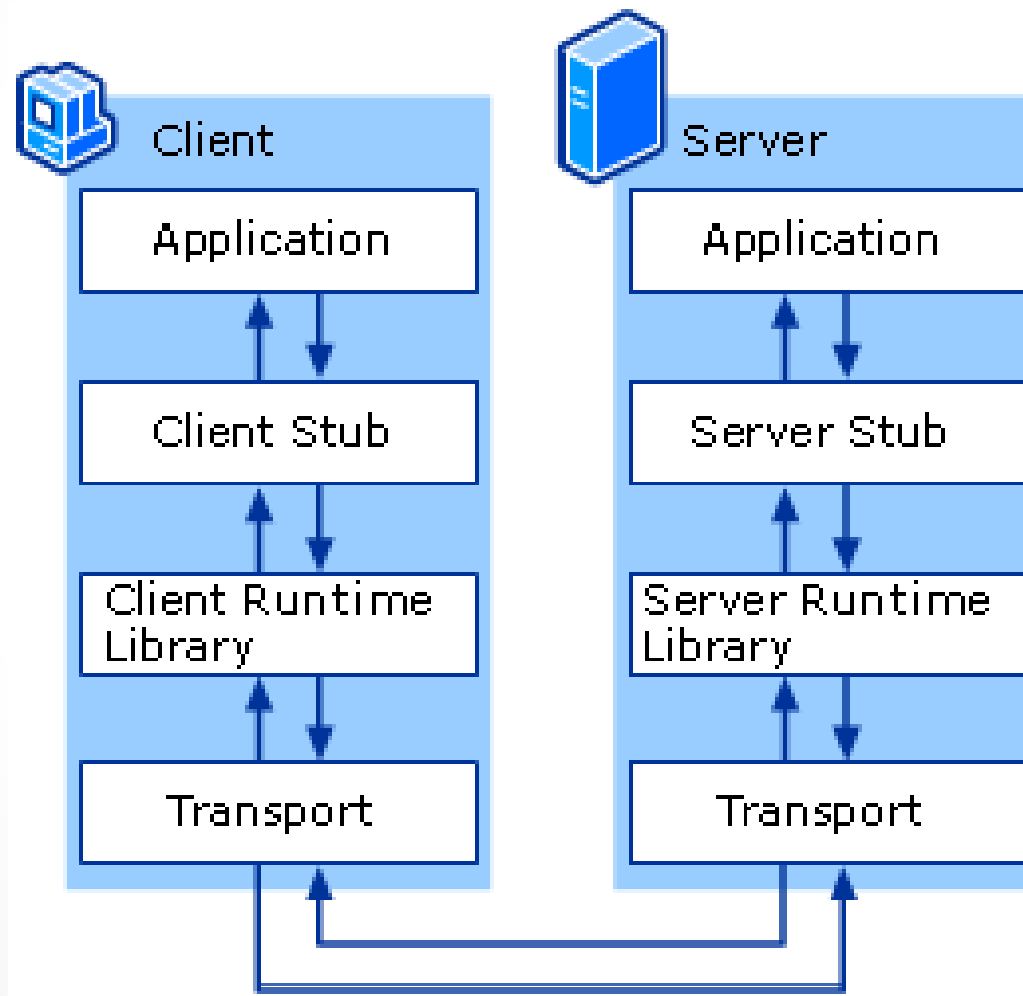 Client
Application
Client Stub
Client Runtime
Library
Transport
Server
Application
Server Stub
Server Runtime
Library
Transport